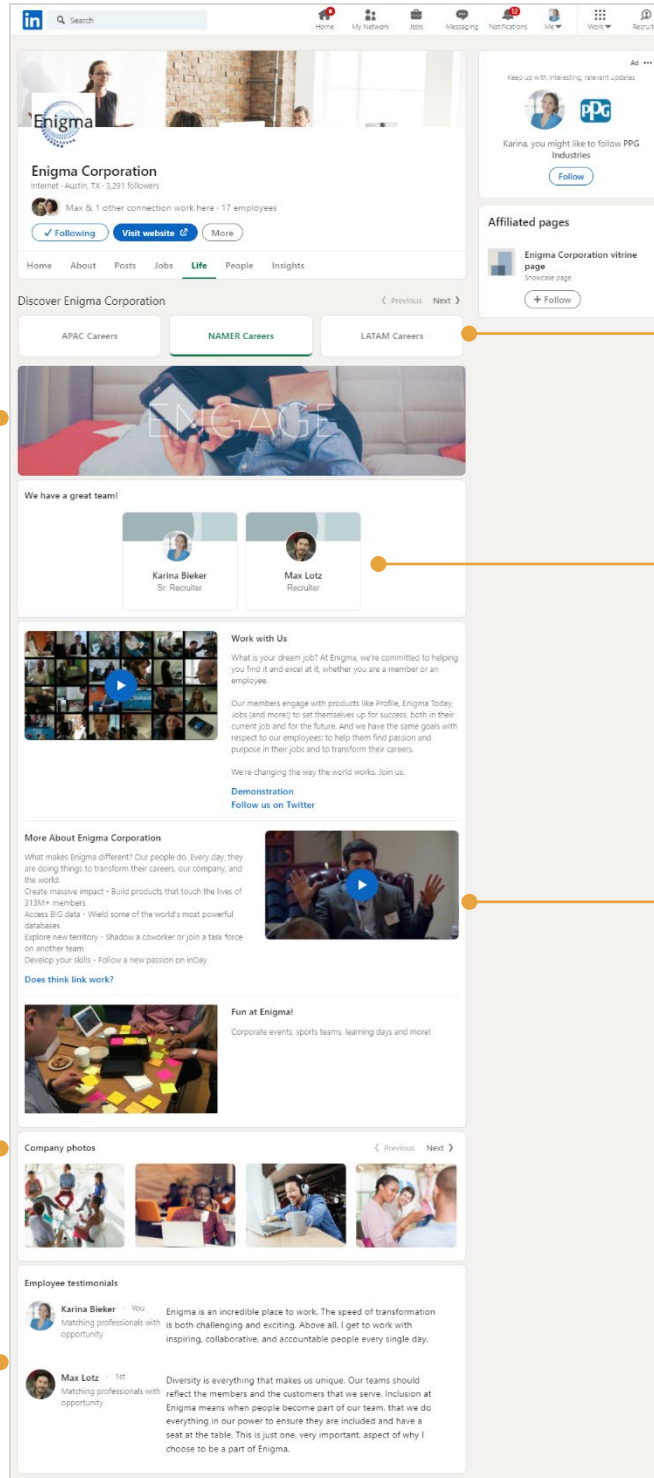 in Search
Home My Network Jobs Messaging Notifications Me Work Recruit
12
Enigma
Enigma Corporation
Internet · Austin, TX · 3,291 followers
Max & 1 other connection work here · 17 employees
✓ Following Visit website More
Home About Posts Jobs Life People Insights
Ad •••
Keep up with interesting, relevant updates
PPG
Karina, you might like to follow PPG
Industries
Follow
Affiliated pages
Enigma Corporation vitrine
page
Showcase page
+ Follow
Discover Enigma Corporation Previous Next
APAC Careers NAMER Careers LATAM Careers
ENGAGE
We have a great team!
Karina Bieker Max Lotz
Sr. Recruiter Recruiter
Work with Us
What is your dream job? At Enigma, we're committed to helping
you find it and excel at it, whether you are a member or an
employee.
Our members engage with products like Profile, Enigma Today,
Jobs (and more!) to set themselves up for success, both in their
current job and for the future. And we have the same goals with
respect to our employees: to help them find passion and
purpose in their jobs and to transform their careers.
We're changing the way the world works. Join us.
Demonstration
Follow us on Twitter
More About Enigma Corporation
What makes Enigma different? Our people do. Every day, they
are doing things to transform their careers, our company, and
the world:
Create massive impact - Build products that touch the lives of
313M+ members
Access BIG data - Wield some of the world's most powerful
databases
Explore new territory - Shadow a coworker or join a task force
on another team
Develop your skills - Follow a new passion on inDay
Does think link work?
Fun at Enigma!
Corporate events, sports teams, learning days and more!
Company photos Previous Next
Employee testimonials
Karina Bieker · You
Matching professionals with
opportunity
Enigma is an incredible place to work. The speed of transformation
is both challenging and exciting. Above all, I get to work with
inspiring, collaborative, and accountable people every single day.
Max Lotz · 1st
Matching professionals with
opportunity
Diversity is everything that makes us unique. Our teams should
reflect the members and the customers that we serve. Inclusion at
Enigma means when people become part of our team, that we do
everything in our power to ensure they are included and have a
seat at the table. This is just one, very important, aspect of why I
choose to be a part of Enigma.